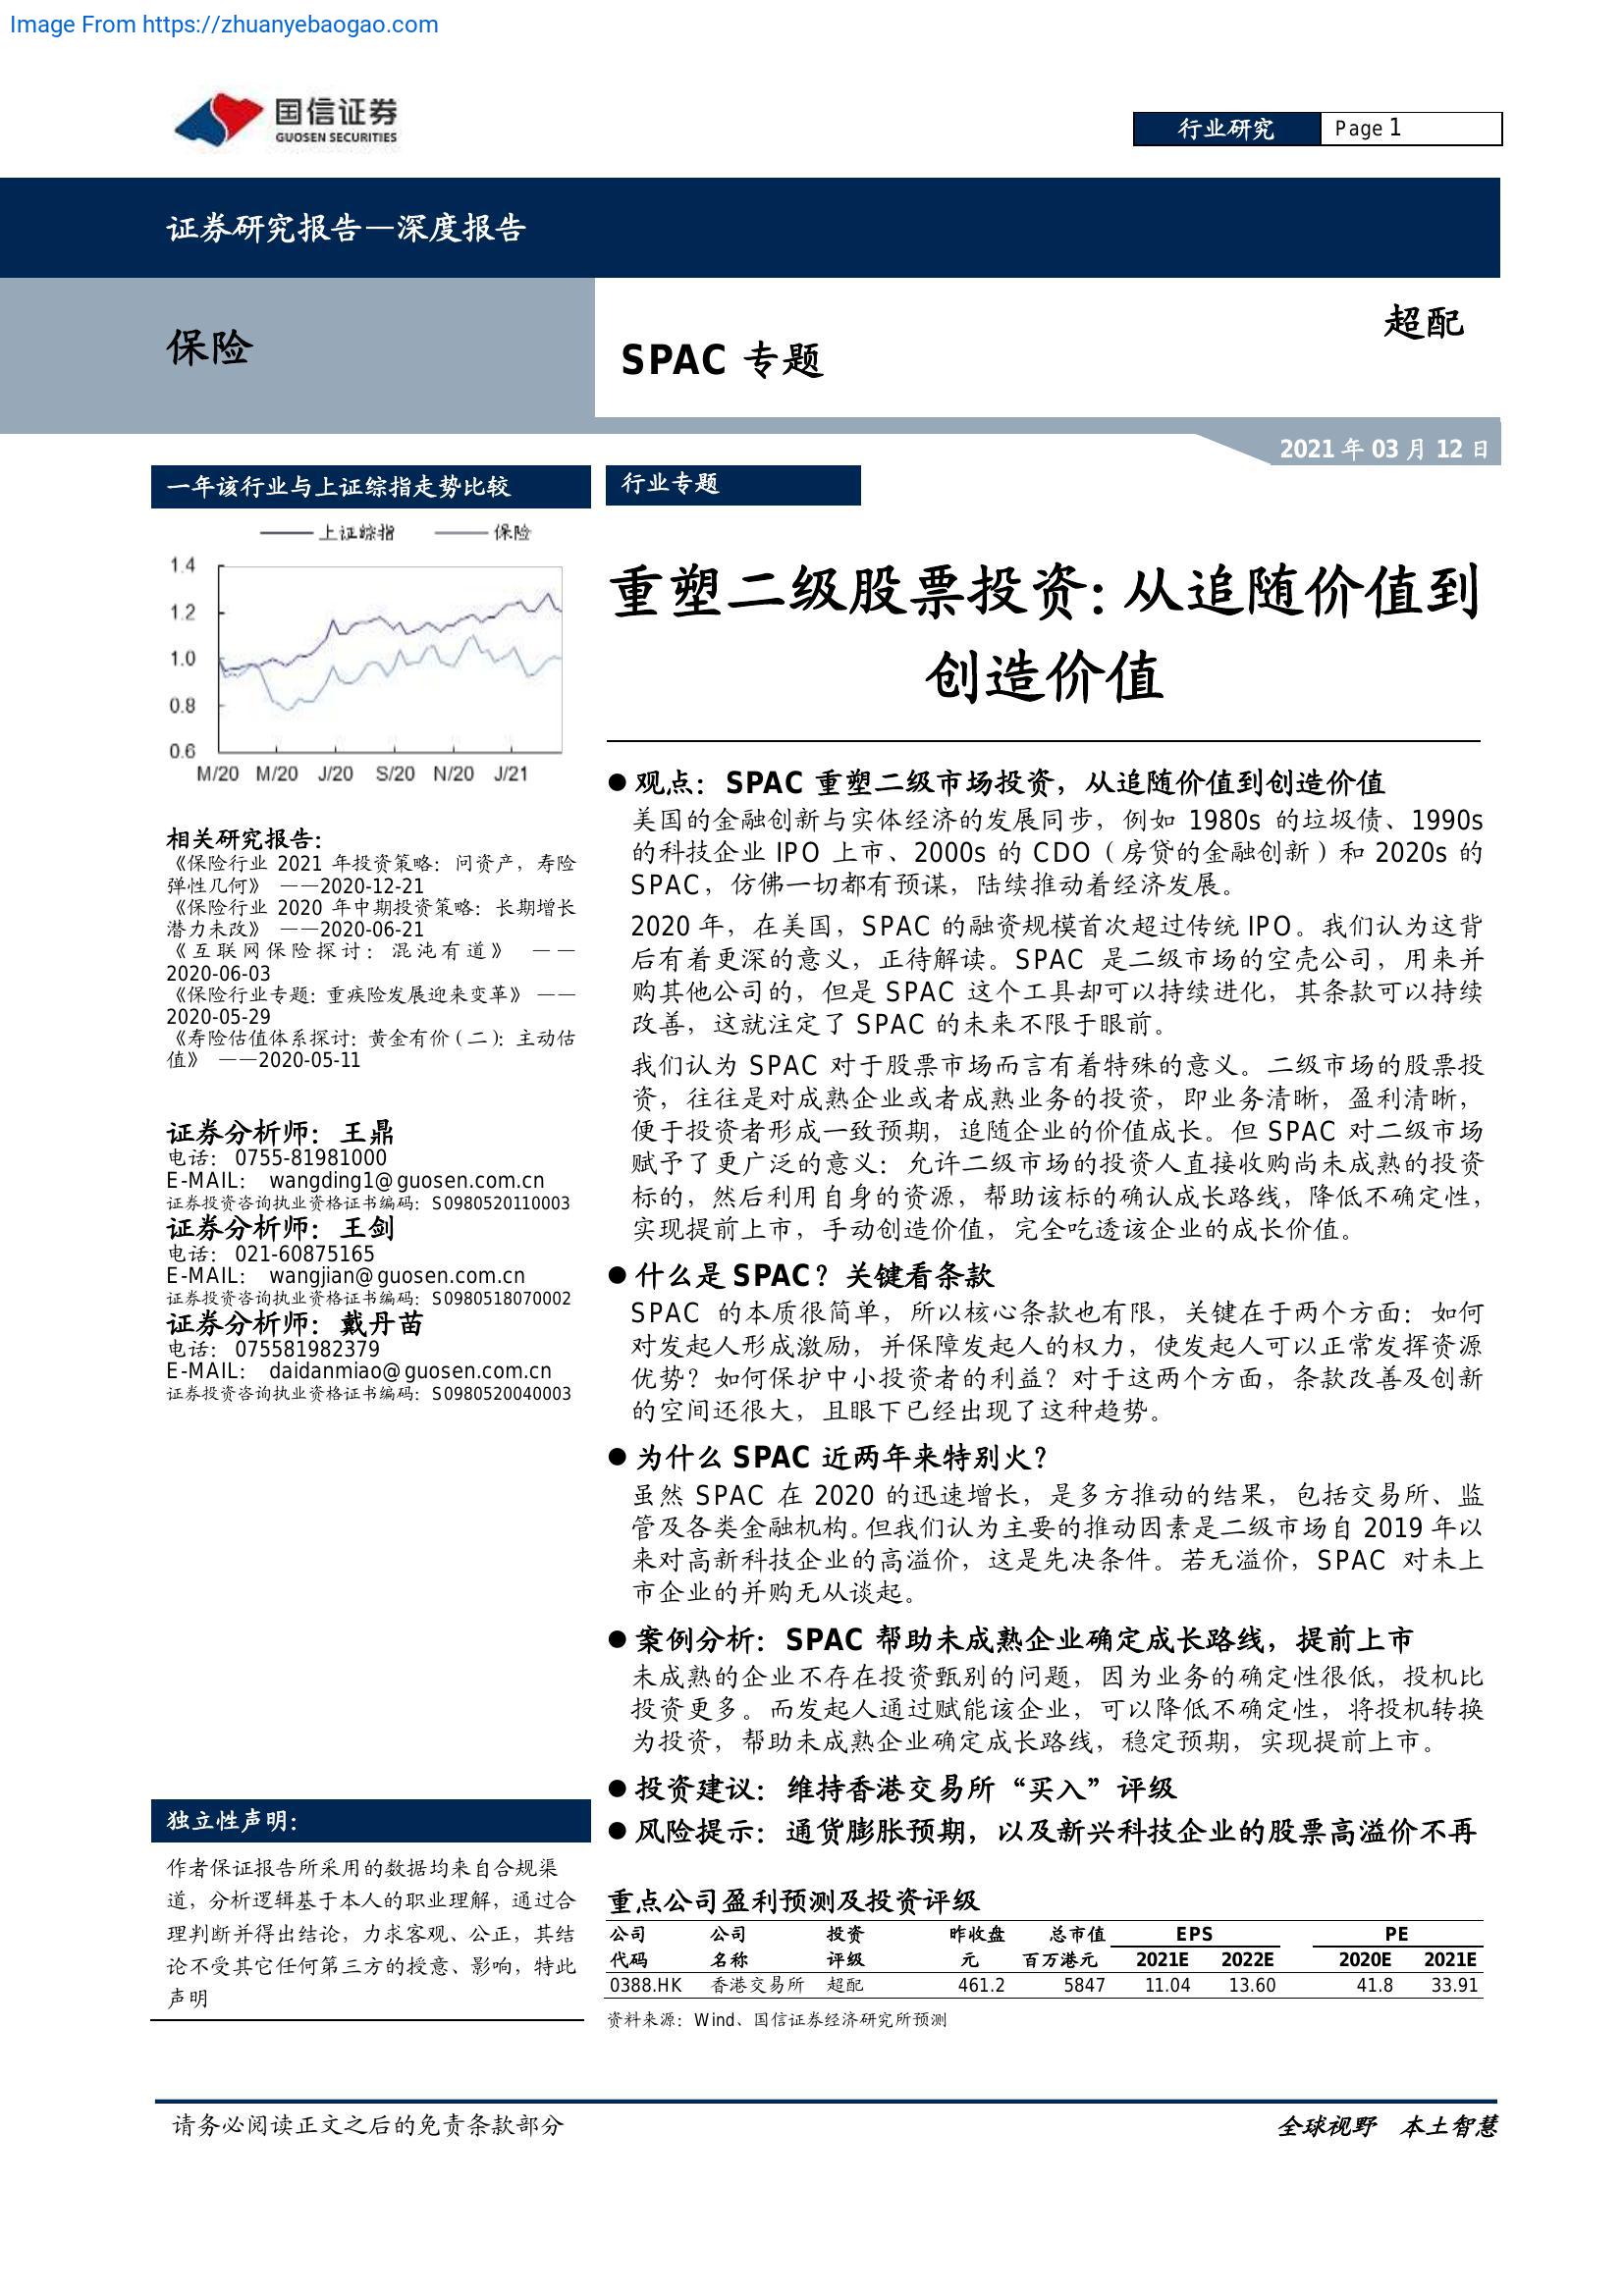 Image From https://zhuanyebaogao.com
国信证券
GUOSEN SECURITIES
行业研究
Page 1
证券研究报告—深度报告
保险
SPAC 专题
超配
2021 年 03 月 12 日
一年该行业与上证综指走势比较
上证综指 保险
1.4
1.2
1.0
0.8
0.6
M/20 M/20 J/20 S/20 N/20 J/21
相关研究报告：
《保险行业 2021 年投资策略：问资产，寿险
弹性几何》 ——2020-12-21
《保险行业 2020 年中期投资策略：长期增长
潜力未改》 ——2020-06-21
《互联网保险探讨：混沌有道》 ——
2020-06-03
《保险行业专题：重疾险发展迎来变革》 ——
2020-05-29
《寿险估值体系探讨：黄金有价（二）：主动估
值》 ——2020-05-11
证券分析师：王鼎
电话： 0755-81981000
E-MAIL： wangding1@guosen.com.cn
证券投资咨询执业资格证书编码：S0980520110003
证券分析师：王剑
电话： 021-60875165
E-MAIL： wangjian@guosen.com.cn
证券投资咨询执业资格证书编码：S0980518070002
证券分析师：戴丹苗
电话： 075581982379
E-MAIL： daidanmiao@guosen.com.cn
证券投资咨询执业资格证书编码：S0980520040003
独立性声明：
作者保证报告所采用的数据均来自合规渠
道，分析逻辑基于本人的职业理解，通过合
理判断并得出结论，力求客观、公正，其结
论不受其它任何第三方的授意、影响，特此
声明
行业专题
重塑二级股票投资：从追随价值到
创造价值
● 观点：SPAC 重塑二级市场投资，从追随价值到创造价值
美国的金融创新与实体经济的发展同步，例如 1980s 的垃圾债、1990s
的科技企业 IPO 上市、2000s 的 CDO（房贷的金融创新）和 2020s 的
SPAC，仿佛一切都有预谋，陆续推动着经济发展。
2020 年，在美国，SPAC 的融资规模首次超过传统 IPO。我们认为这背
后有着更深的意义，正待解读。SPAC 是二级市场的空壳公司，用来并
购其他公司的，但是 SPAC 这个工具却可以持续进化，其条款可以持续
改善，这就注定了 SPAC 的未来不限于眼前。
我们认为 SPAC 对于股票市场而言有着特殊的意义。二级市场的股票投
资，往往是对成熟企业或者成熟业务的投资，即业务清晰，盈利清晰，
便于投资者形成一致预期，追随企业的价值成长。但 SPAC 对二级市场
赋予了更广泛的意义：允许二级市场的投资人直接收购尚未成熟的投资
标的，然后利用自身的资源，帮助该标的确认成长路线，降低不确定性，
实现提前上市，手动创造价值，完全吃透该企业的成长价值。
● 什么是 SPAC？关键看条款
SPAC 的本质很简单，所以核心条款也有限，关键在于两个方面：如何
对发起人形成激励，并保障发起人的权力，使发起人可以正常发挥资源
优势？如何保护中小投资者的利益？对于这两个方面，条款改善及创新
的空间还很大，且眼下已经出现了这种趋势。
● 为什么 SPAC 近两年来特别火？
虽然 SPAC 在 2020 的迅速增长，是多方推动的结果，包括交易所、监
管及各类金融机构。但我们认为主要的推动因素是二级市场自 2019 年以
来对高新科技企业的高溢价，这是先决条件。若无溢价，SPAC 对未上
市企业的并购无从谈起。
● 案例分析：SPAC 帮助未成熟企业确定成长路线，提前上市
未成熟的企业不存在投资甄别的问题，因为业务的确定性很低，投机比
投资更多。而发起人通过赋能该企业，可以降低不确定性，将投机转换
为投资，帮助未成熟企业确定成长路线，稳定预期，实现提前上市。
● 投资建议：维持香港交易所“买入”评级
● 风险提示：通货膨胀预期，以及新兴科技企业的股票高溢价不再
重点公司盈利预测及投资评级
公司 公司 投资 昨收盘 总市值 EPS PE
代码 名称 评级 元 百万港元 2021E 2022E 2020E 2021E
0388.HK 香港交易所 超配 461.2 5847 11.04 13.60 41.8 33.91
资料来源：Wind、国信证券经济研究所预测
请务必阅读正文之后的免责条款部分
全球视野 本土智慧